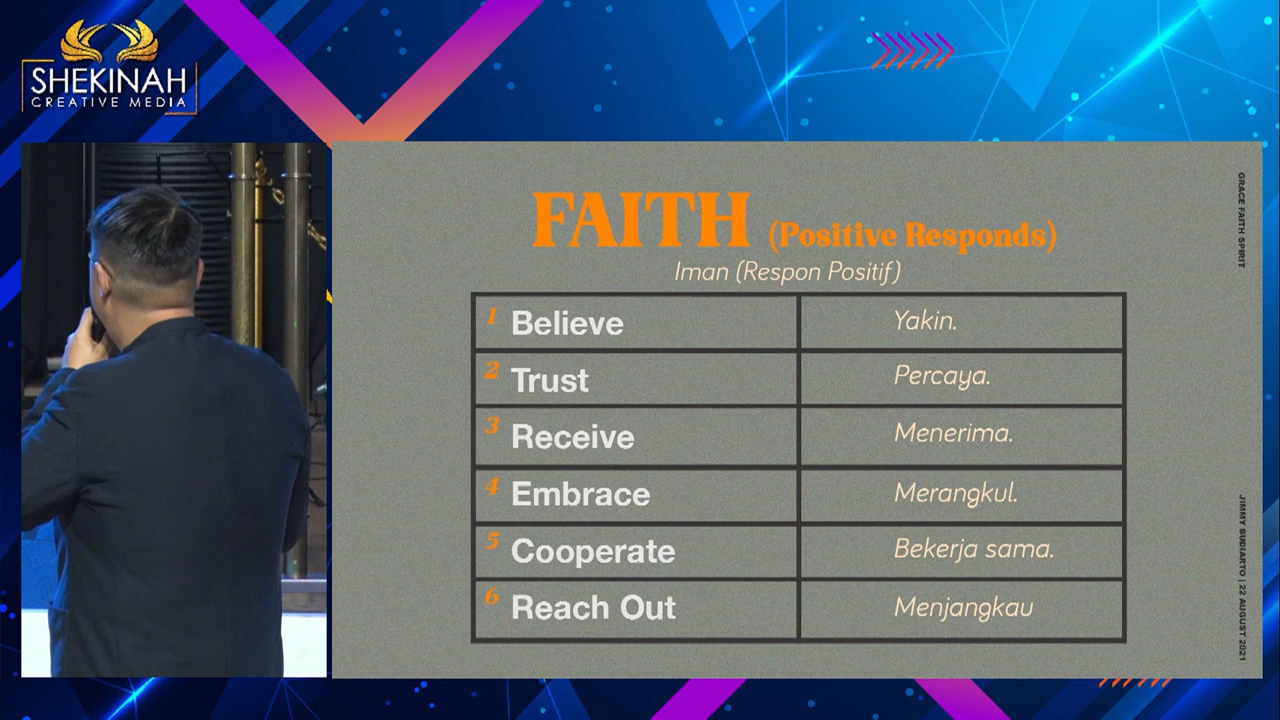 SHEKINAH
CREATIVE MEDIA
FAITH (Positive Responds)
Iman (Respon Positif)
1 Believe Yakin.
2 Trust Percaya.
3 Receive Menerima.
4 Embrace Merangkul.
5 Cooperate Bekerja sama.
6 Reach Out Menjangkau
GRACE FAITH SPIRIT
JIMMY BUDIARTO | 22 AUGUST 2021